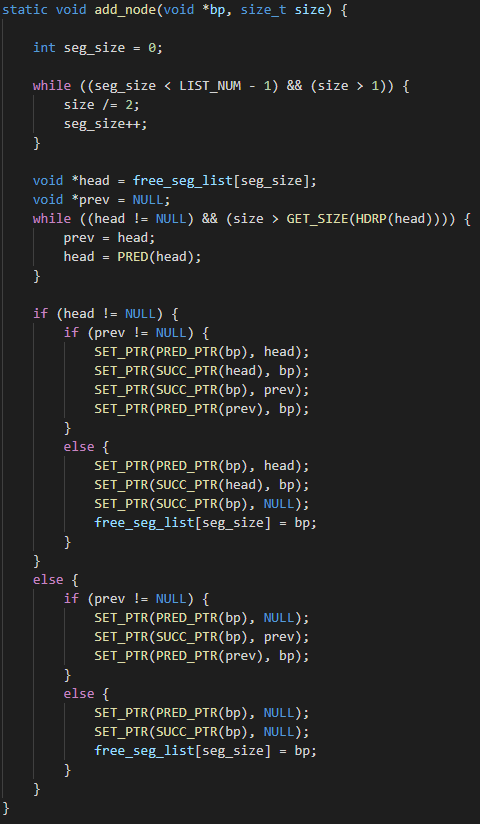 static void add_node(void *bp, size_t size) {
    int seg_size = 0;
    while ((seg_size < LIST_NUM - 1) && (size > 1)) {
        size /= 2;
        seg_size++;
    }
    void *head = free_seg_list[seg_size];
    void *prev = NULL;
    while ((head != NULL) && (size > GET_SIZE(HDRP(head)))) {
        prev = head;
        head = PRED(head);
    }
    if (head != NULL) {
        if (prev != NULL) {
            SET_PTR(PRED_PTR(bp), head);
            SET_PTR(SUCC_PTR(head), bp);
            SET_PTR(SUCC_PTR(bp), prev);
            SET_PTR(PRED_PTR(prev), bp);
        }
        else {
            SET_PTR(PRED_PTR(bp), head);
            SET_PTR(SUCC_PTR(head), bp);
            SET_PTR(SUCC_PTR(bp), NULL);
            free_seg_list[seg_size] = bp;
        }
    }
    else {
        if (prev != NULL) {
            SET_PTR(PRED_PTR(bp), NULL);
            SET_PTR(SUCC_PTR(bp), prev);
            SET_PTR(PRED_PTR(prev), bp);
        }
        else {
            SET_PTR(PRED_PTR(bp), NULL);
            SET_PTR(SUCC_PTR(bp), NULL);
            free_seg_list[seg_size] = bp;
        }
    }
}